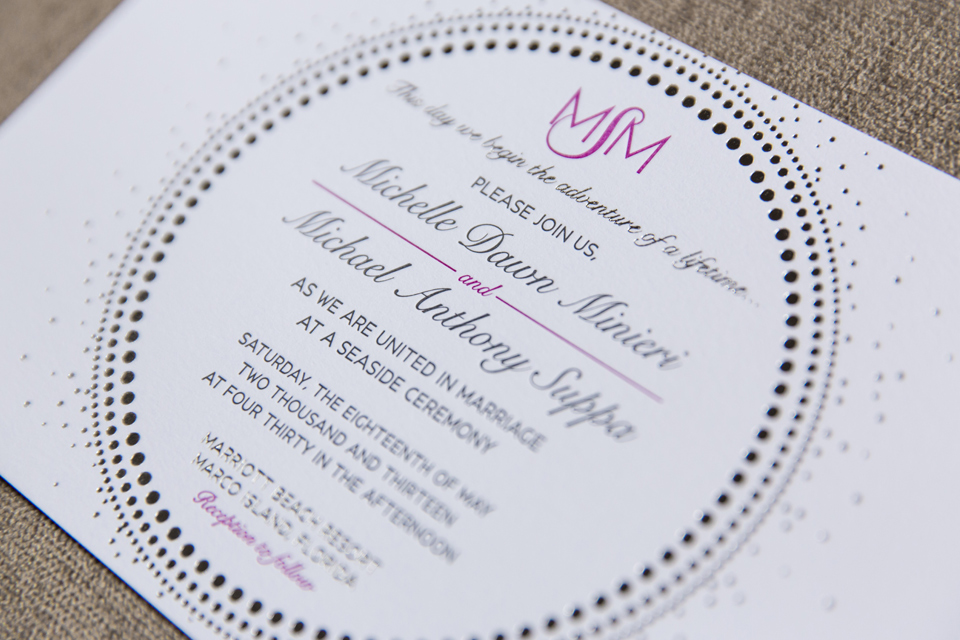 MSM
This day we begin the adventure of a lifetime...
PLEASE JOIN US,
Michelle Dawn Minieri
and
Michael Anthony Suppa
AS WE ARE UNITED IN MARRIAGE
AT A SEASIDE CEREMONY
SATURDAY, THE EIGHTEENTH OF MAY
TWO THOUSAND AND THIRTEEN
AT FOUR THIRTY IN THE AFTERNOON
MARRIOTT BEACH RESORT
MARCO ISLAND, FLORIDA
Reception to follow